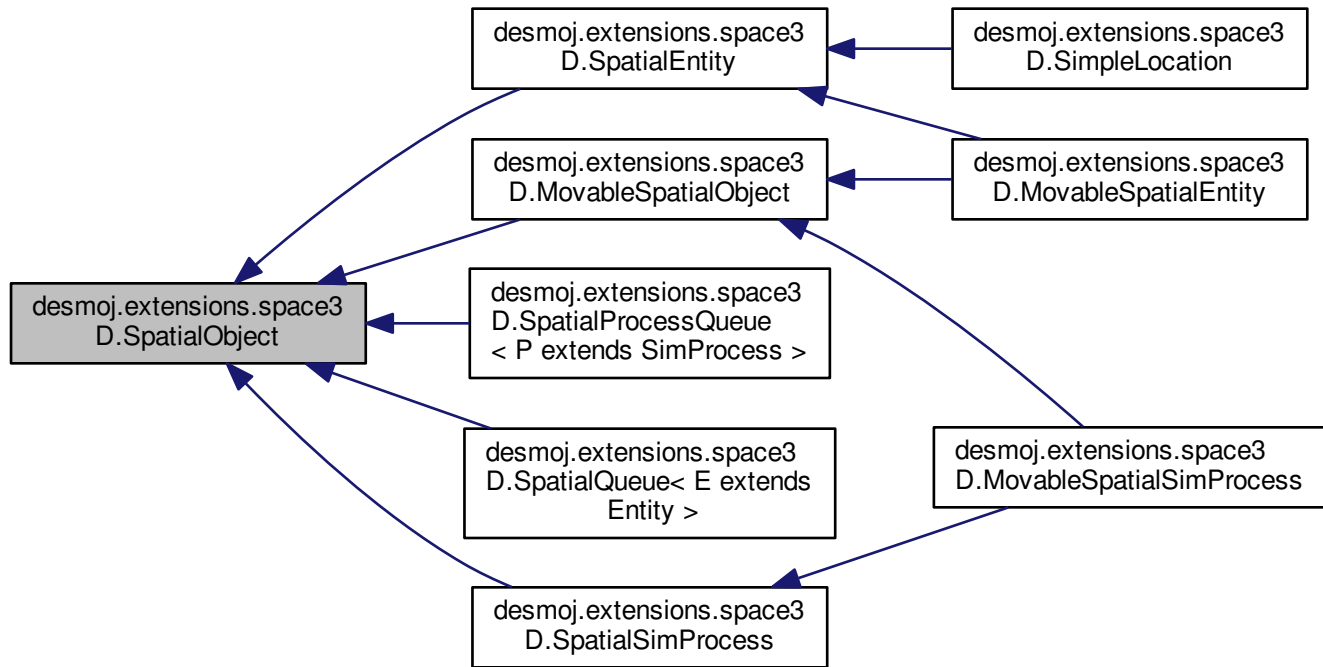 desmoj.extensions.space3
D.SpatialEntity
desmoj.extensions.space3
D.SimpleLocation
desmoj.extensions.space3
D.MovableSpatialObject
desmoj.extensions.space3
D.MovableSpatialEntity
desmoj.extensions.space3
D.SpatialObject
desmoj.extensions.space3
D.SpatialProcessQueue
< P extends SimProcess >
desmoj.extensions.space3
D.SpatialQueue< E extends
Entity >
desmoj.extensions.space3
D.MovableSpatialSimProcess
desmoj.extensions.space3
D.SpatialSimProcess